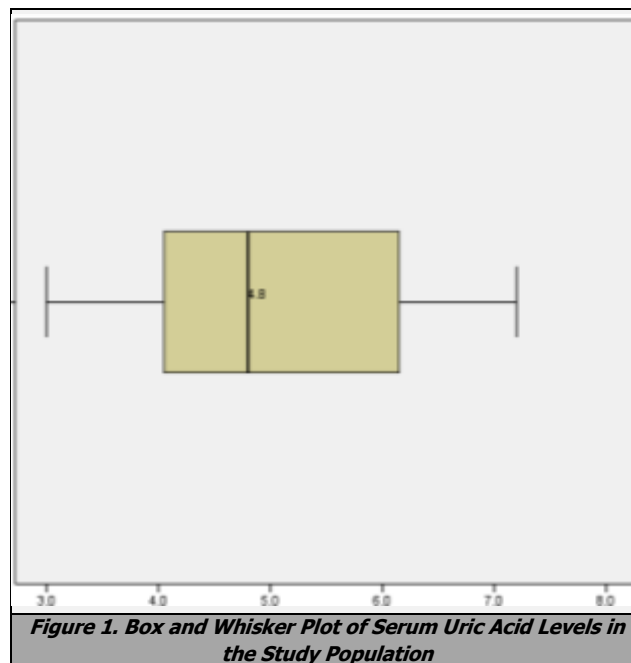 4.8
3.0 4.0 5.0 6.0 7.0 8.0
Figure 1. Box and Whisker Plot of Serum Uric Acid Levels in
the Study Population